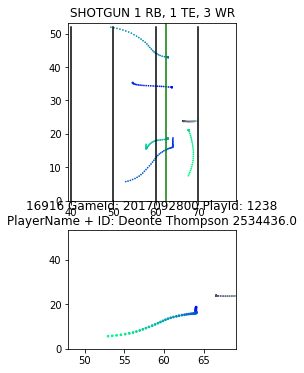 SHOTGUN 1 RB, 1 TE, 3 WR
50
40
30
20
10
0
40 50 60 70
16916 GameId: 2017092800 PlayId: 1238
PlayerName + ID: Deonte Thompson 2534436.0
40
20
0
50 55 60 65